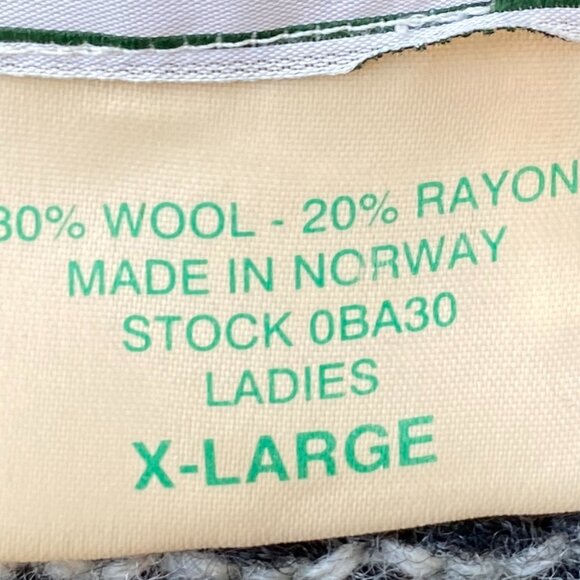 80% WOOL - 20% RAYON
MADE IN NORWAY
STOCK 0BA30
LADIES
X-LARGE